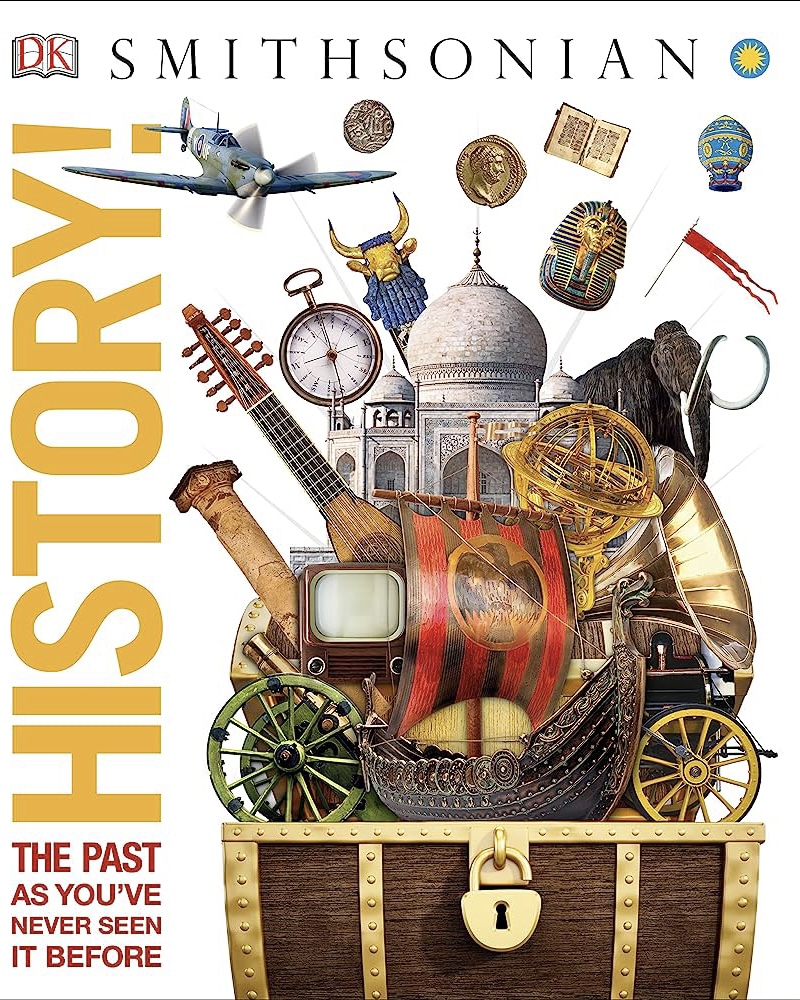 DK SMITHSONIAN
HISTORY!
THE PAST
AS YOU'VE
NEVER SEEN
IT BEFORE